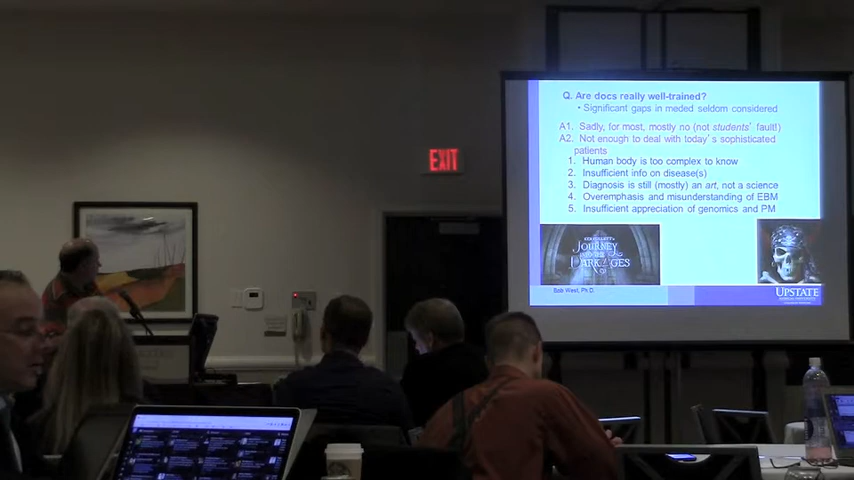 Q. Are docs really well-trained?
• Significant gaps in meded seldom considered
A1. Sadly, for most, mostly no (not students' fault!)
A2. Not enough to deal with today's sophisticated
patients
1. Human body is too complex to know
2. Insufficient info on disease(s)
3. Diagnosis is still (mostly) an art, not a science
4. Overemphasis and misunderstanding of EBM
5. Insufficient appreciation of genomics and PM
EXIT
JOURNEY
DARK AGES
Bob West, Ph.D.
UPSTATE